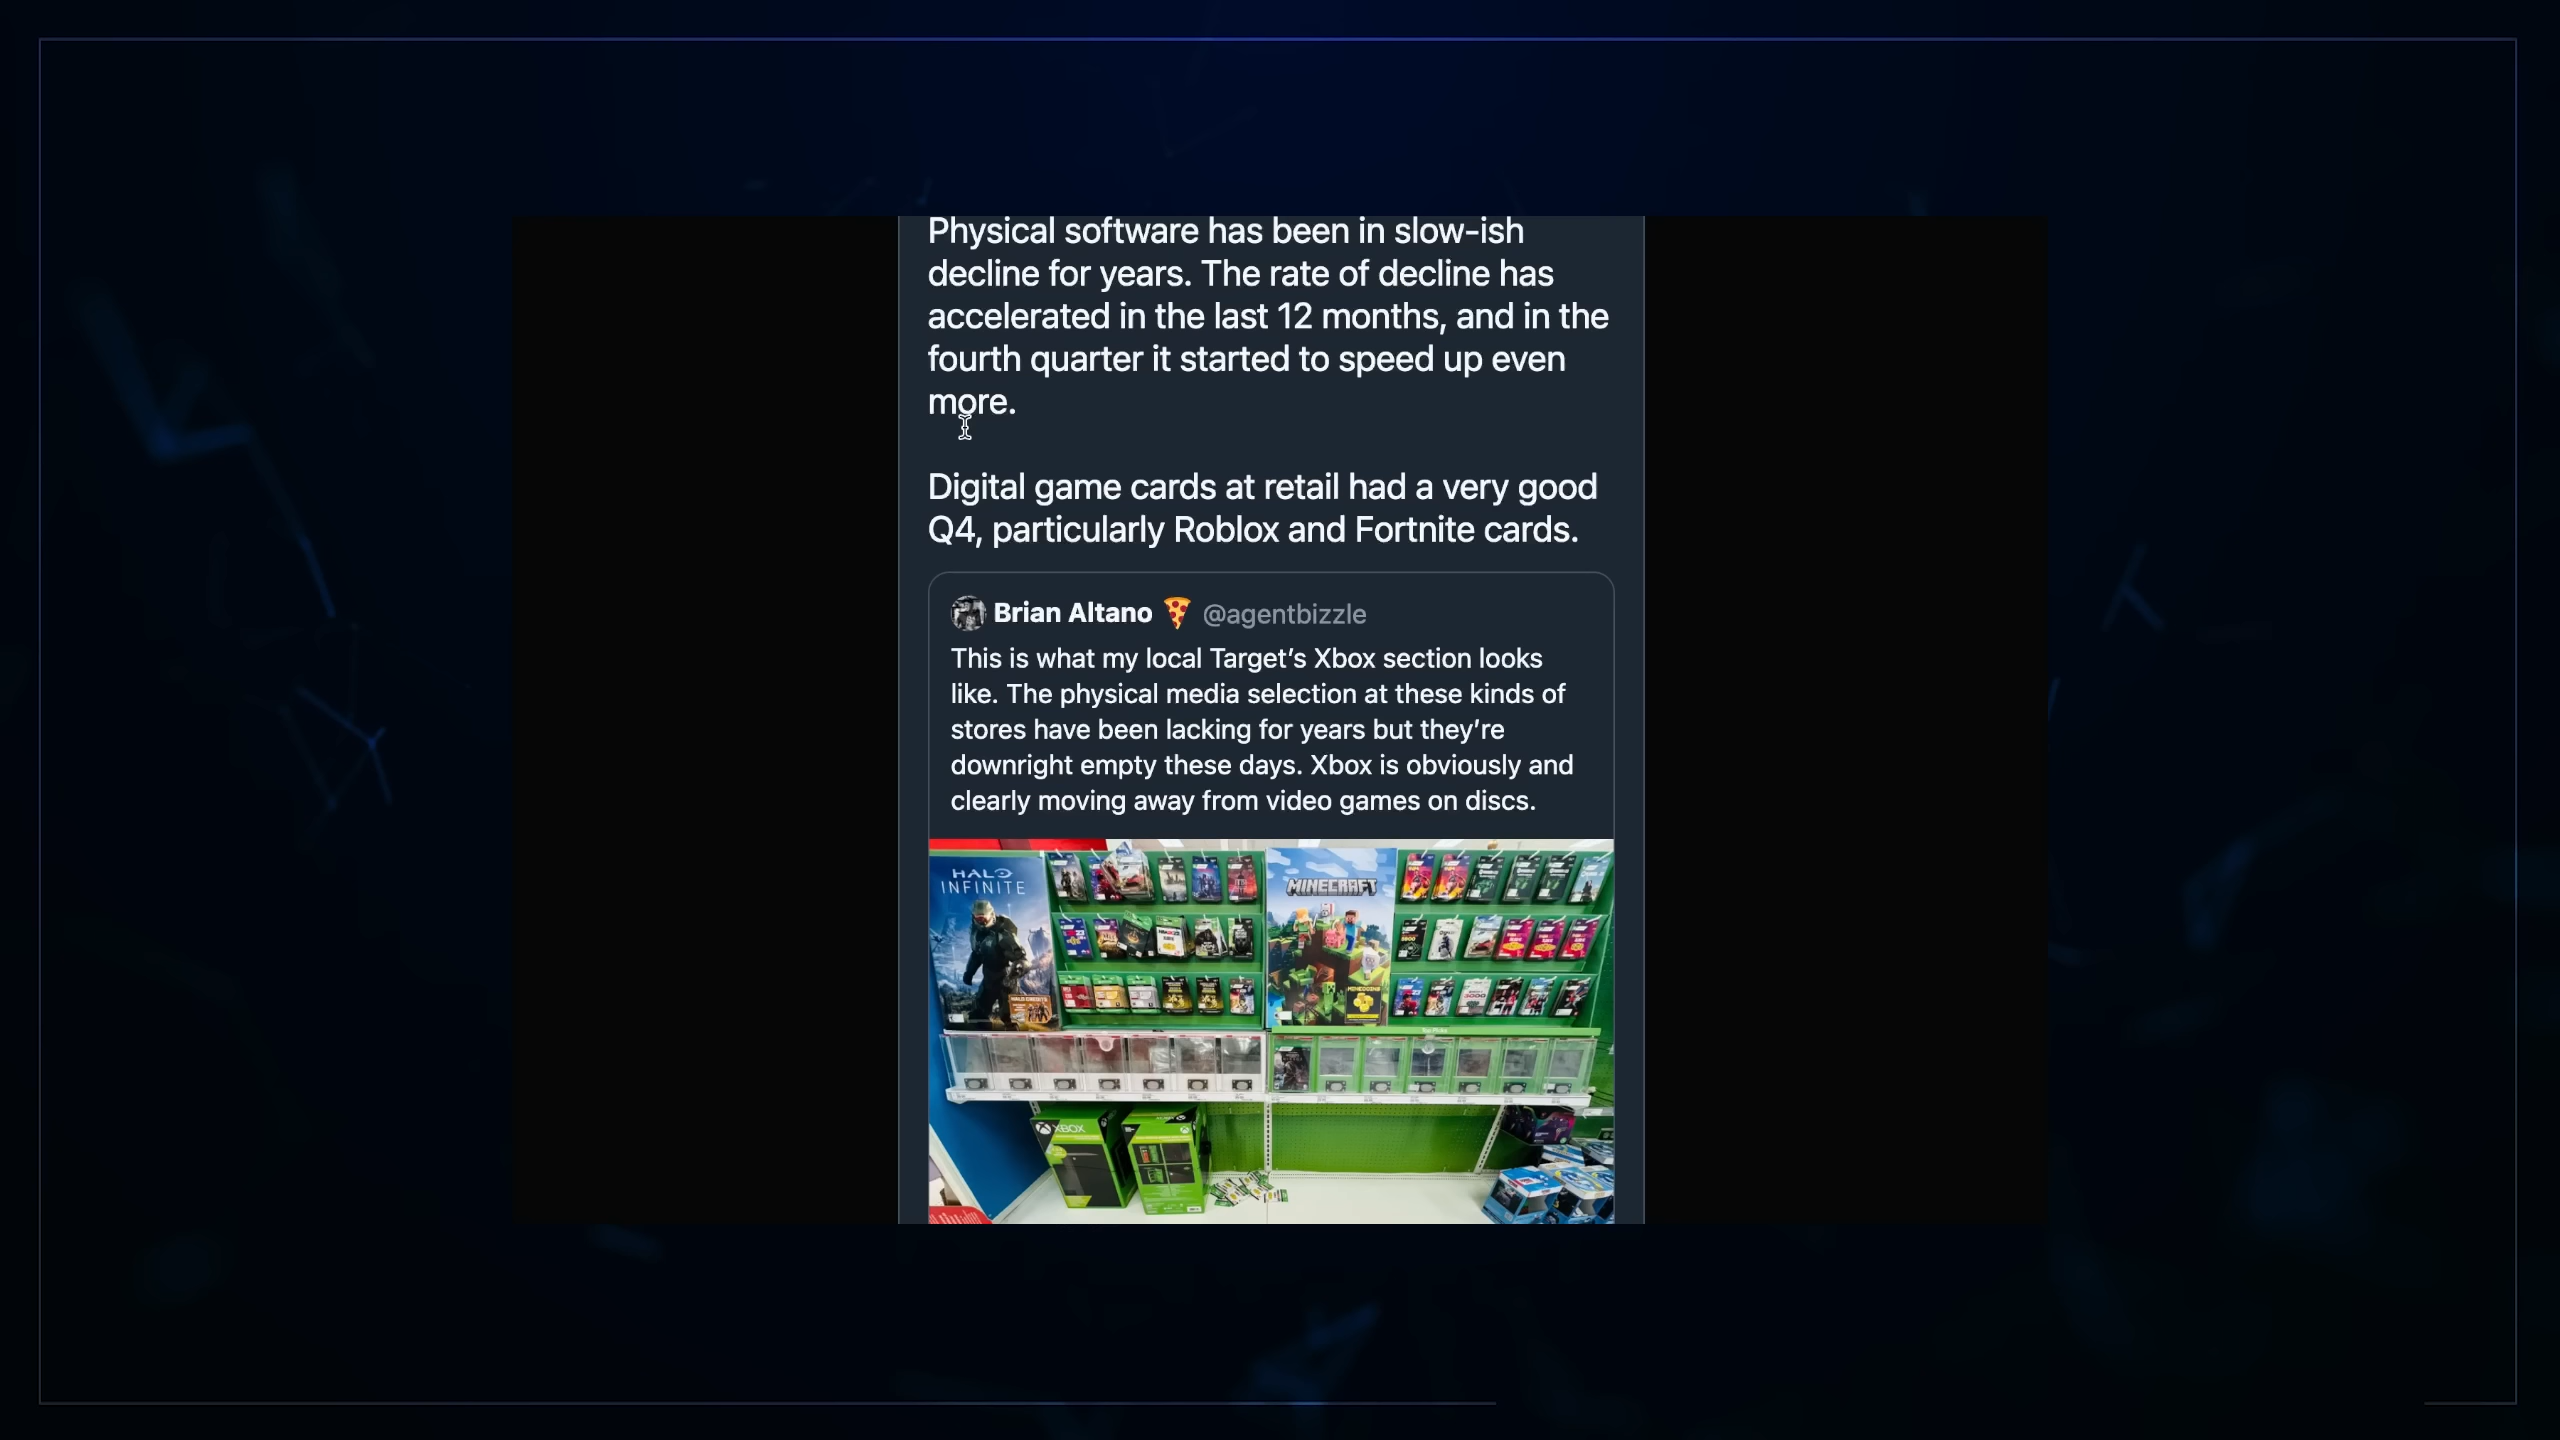 Physical software has been in slow-ish
decline for years. The rate of decline has
accelerated in the last 12 months, and in the
fourth quarter it started to speed up even
more.
Digital game cards at retail had a very good
Q4, particularly Roblox and Fortnite cards.
Brian Altano 🍕 @agentbizzle
This is what my local Target’s Xbox section looks
like. The physical media selection at these kinds of
stores have been lacking for years but they’re
downright empty these days. Xbox is obviously and
clearly moving away from video games on discs.
HALO
INFINITE
MINECRAFT
XBOX